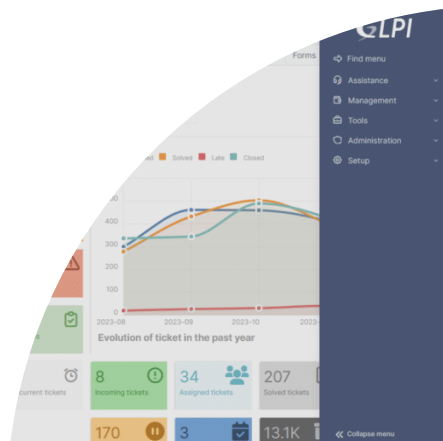 GLPI
Forms
Find menu
Assistance
Management
Tools
Administration
Setup
Solved Late Closed
400
300
200
100
0
2023-08 2023-09 2023-10
Evolution of ticket in the past year
current tickets
8
Incoming tickets
34
Assigned tickets
207
Solved tickets
170
3
13.1K
Collapse menu